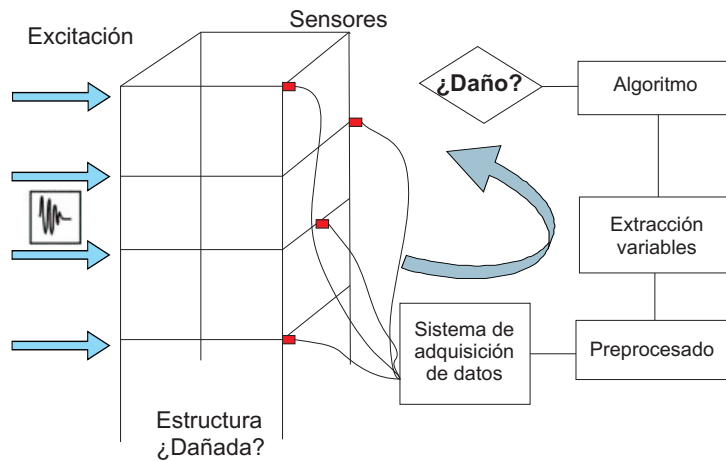 Sensores
Excitación
¿Daño?
Algoritmo
Extracción
variables
Sistema de
adquisición
de datos
Preprocesado
Estructura
¿Dañada?